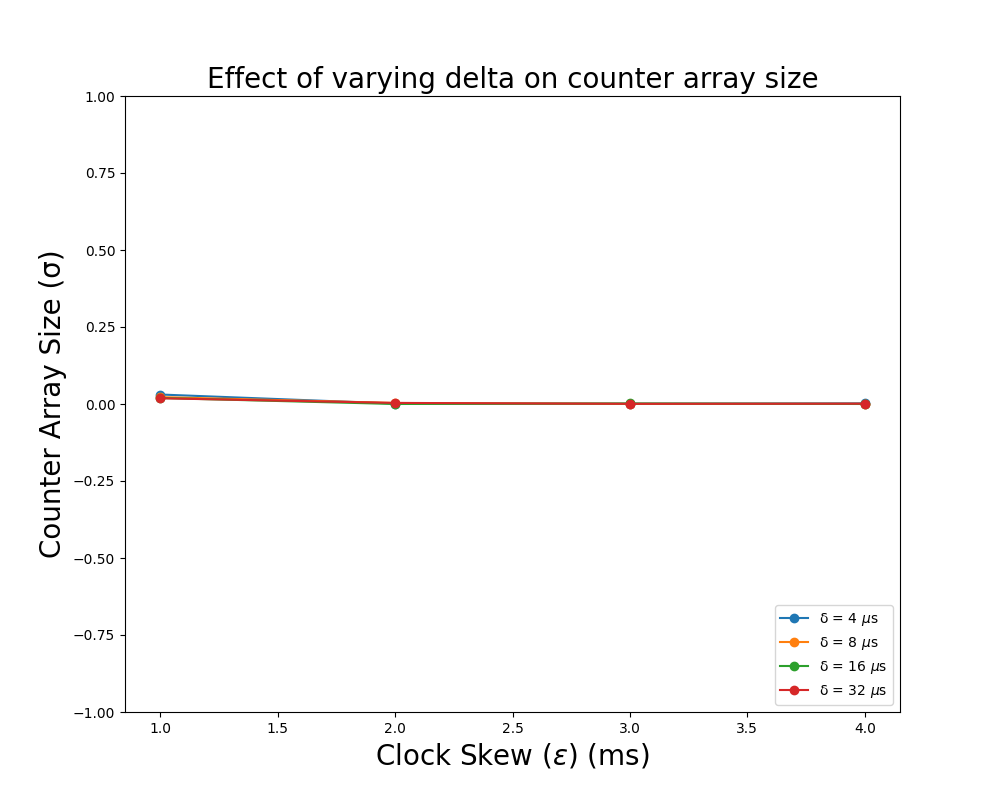 Effect of varying delta on counter array size
Counter Array Size (σ)
1.00
0.75
0.50
0.25
0.00
−0.25
−0.50
−0.75
−1.00
δ = 4 μs
δ = 8 μs
δ = 16 μs
δ = 32 μs
1.0 1.5 2.0 2.5 3.0 3.5 4.0
Clock Skew (ε) (ms)